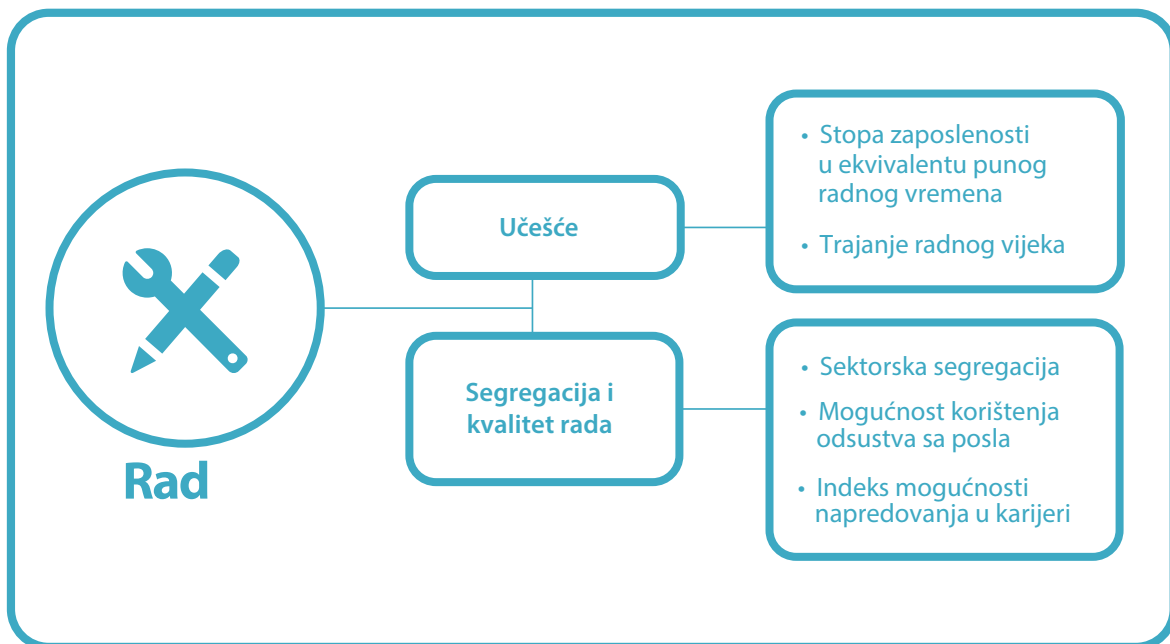 Rad
Učešće
• Stopa zaposlenosti
u ekvivalentu punog
radnog vremena
• Trajanje radnog vijeka
Segregacija i
kvalitet rada
• Sektorska segregacija
• Mogućnost korištenja
odsustva sa posla
• Indeks mogućnosti
napredovanja u karijeri